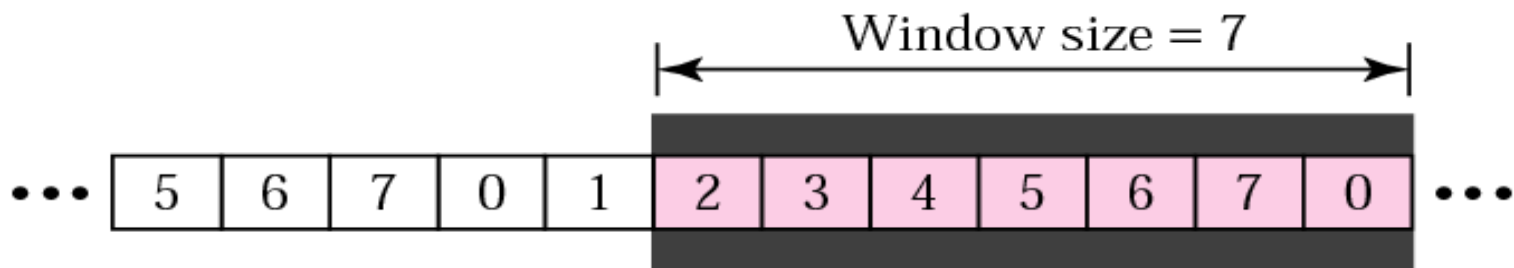 Window size = 7
••• 5 6 7 0 1 2 3 4 5 6 7 0 •••